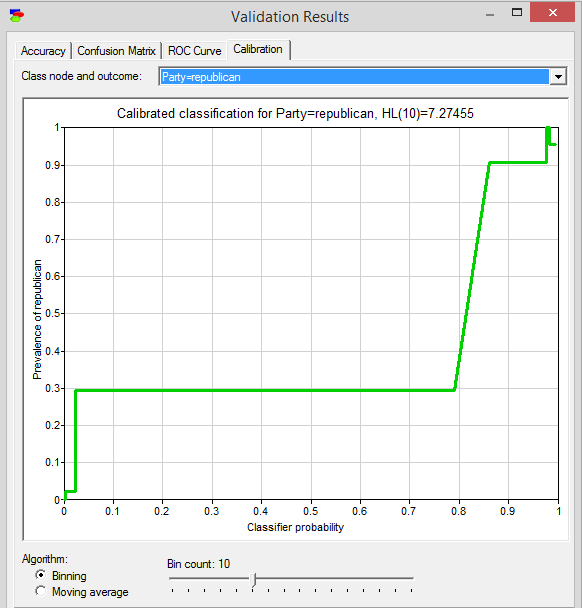 Validation Results
Accuracy Confusion Matrix ROC Curve Calibration
Class node and outcome: Party=republican
Calibrated classification for Party=republican, HL(10)=7.27455
1
0.9
0.8
0.7
0.6
0.5
0.4
0.3
0.2
0.1
0
Prevalence of republican
0 0.1 0.2 0.3 0.4 0.5 0.6 0.7 0.8 0.9 1
Classifier probability
Algorithm:
Binning
Moving average
Bin count: 10